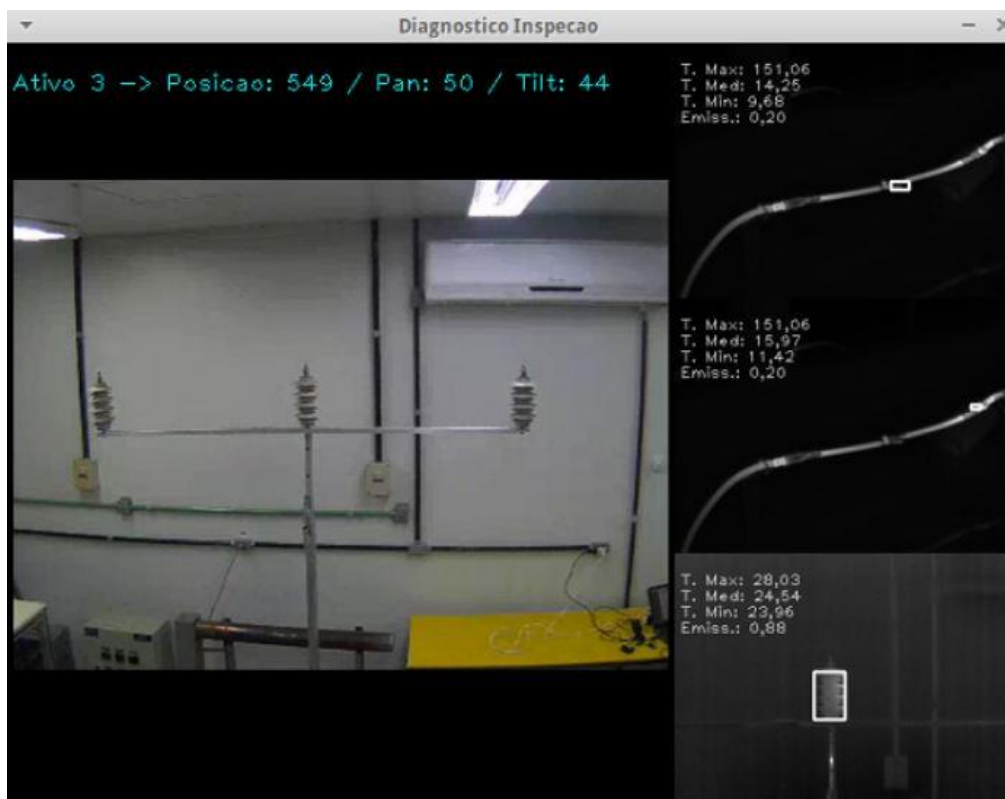 Diagnostico Inspecao
Ativo 3 -> Posicao: 549 / Pan: 50 / Tilt: 44
T. Max: 151,06
T. Med: 14,25
T. Min: 9,68
Emiss.: 0,20
T. Max: 151,06
T. Med: 15,97
T. Min: 11,42
Emiss.: 0,20
T. Max: 28,03
T. Med: 24,54
T. Min: 23,96
Emiss.: 0,88